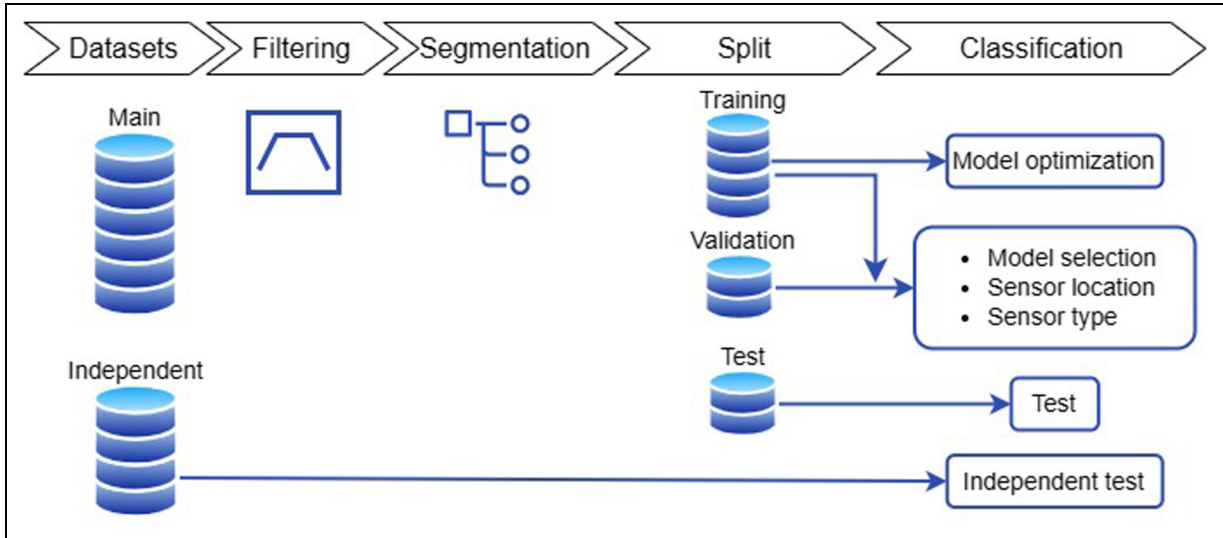 Datasets
Filtering
Segmentation
Split
Classification
Main
Training
Model optimization
Validation
• Model selection
• Sensor location
• Sensor type
Independent
Test
Test
Independent test